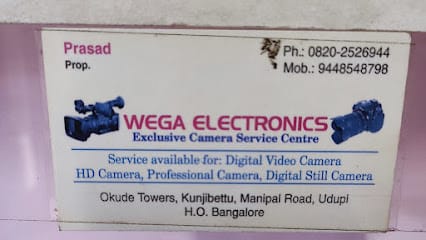 Prasad
Prop.
Ph.: 0820-2526944
Mob.: 9448548798
WEGA ELECTRONICS
Exclusive Camera Service Centre
Service available for: Digital Video Camera
HD Camera, Professional Camera, Digital Still Camera
Okude Towers, Kunjibettu, Manipal Road, Udupi
H.O. Bangalore